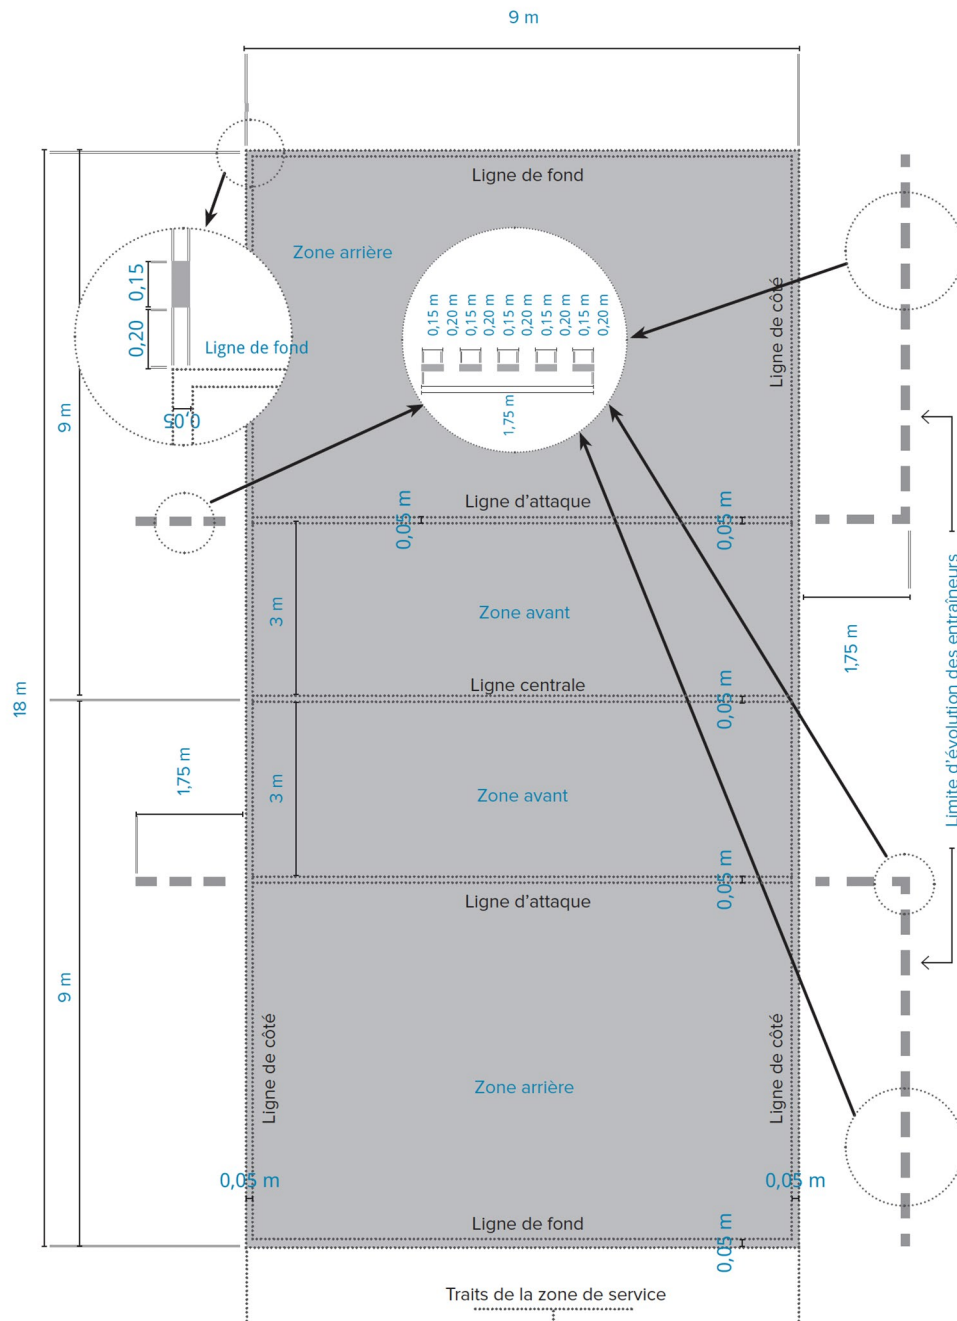 9 m
Ligne de fond
Zone arrière
Ligne de côté
0,15
0,20
Ligne de fond
0,05
0,15 m
0,20 m
0,15 m
0,20 m
0,15 m
0,20 m
0,15 m
0,20 m
0,15 m
0,20 m
1,75 m
9 m
Ligne d'attaque
0,05 m
0,05 m
3 m
Zone avant
1,75 m
Limite d'évolution des entraîneurs
18 m
Ligne centrale
0,05 m
1,75 m
3 m
Zone avant
0,05 m
Ligne d'attaque
9 m
Ligne de côté
Ligne de côté
Zone arrière
0,05 m
0,05 m
Ligne de fond
0,05 m
Traits de la zone de service